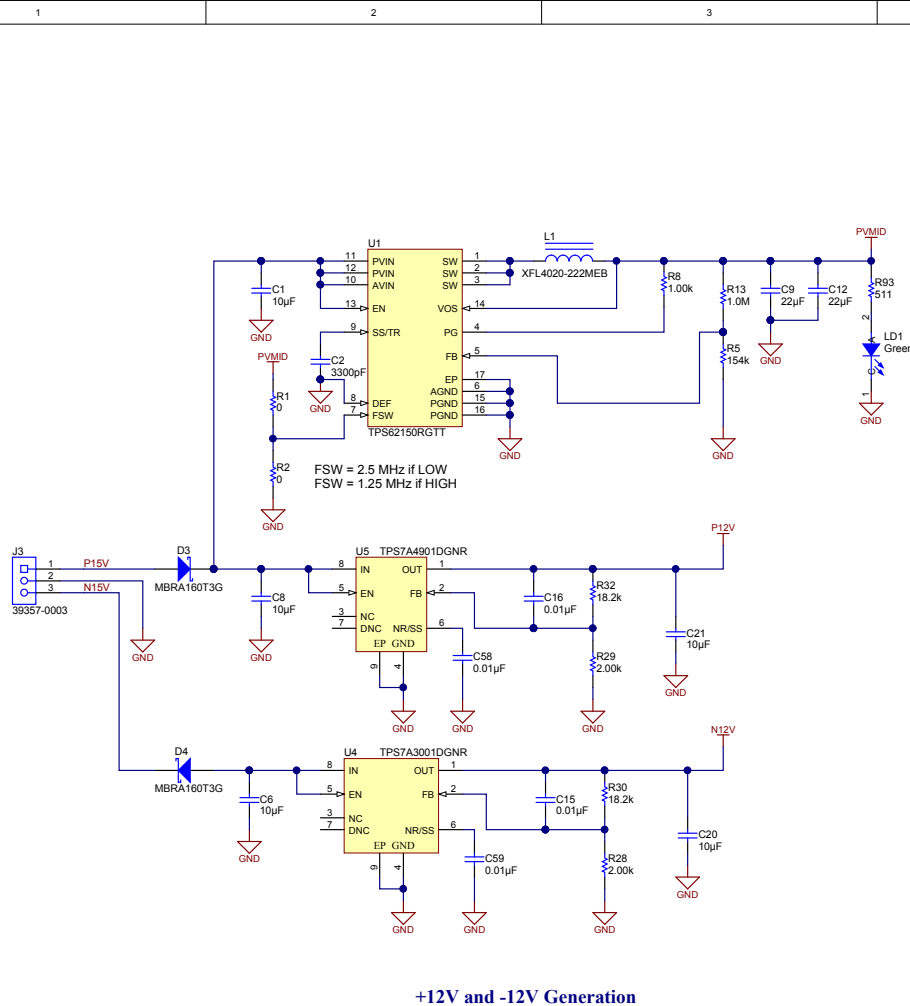 1 2 3
PVMID
U1
L1
XFL4020-222MEB
11 PVIN SW 1
12 PVIN SW 2
10 AVIN SW 3
13 EN VOS 14
9 SS/TR PG 4
FB 5
EP 17
AGND 6
8 DEF PGND 15
7 FSW PGND 16
TPS62150RGTT
C1
10µF
GND
C2
3300pF
GND
PVMID
R1
0
R2
0
GND
FSW = 2.5 MHz if LOW
FSW = 1.25 MHz if HIGH
GND
R8
1.00k
R13
1.0M
R5
154k
GND
C9
22µF
C12
22µF
GND
R93
511
2
A
LD1
Green
C
1
GND
J3
1 P15V
2
3 N15V
39357-0003
GND
D3
MBRA160T3G
C8
10µF
GND
U5 TPS7A4901DGNR
8 IN OUT 1
5 EN FB 2
3 NC
7 DNC NR/SS 6
EP GND
9 4
GND
C58
0.01µF
GND
C16
0.01µF
R32
18.2k
R29
2.00k
GND
P12V
C21
10µF
GND
D4
MBRA160T3G
C6
10µF
GND
U4 TPS7A3001DGNR
8 IN OUT 1
5 EN FB 2
3 NC
7 DNC NR/SS 6
EP GND
9 4
GND
C59
0.01µF
GND
C15
0.01µF
R30
18.2k
R28
2.00k
GND
N12V
C20
10µF
GND
+12V and -12V Generation